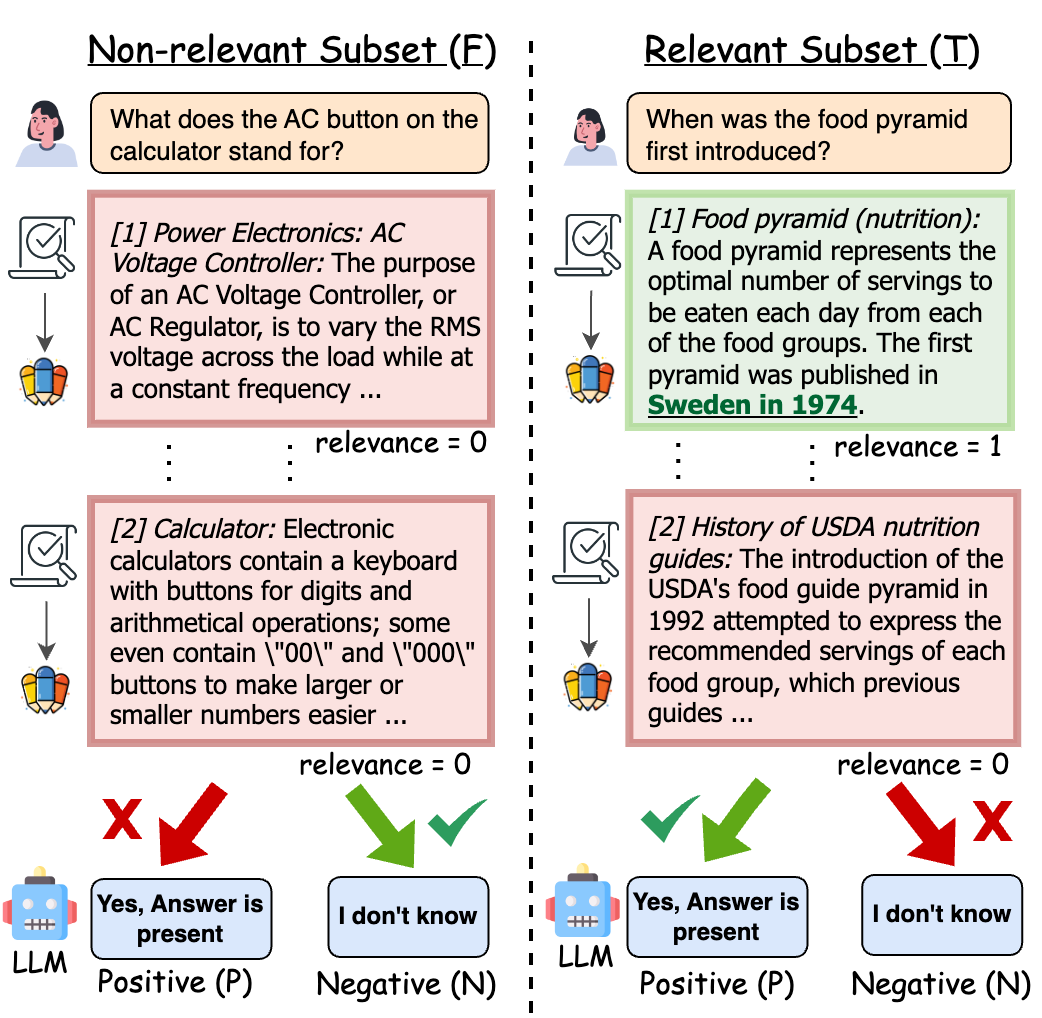 Non-relevant Subset (F)
What does the AC button on the
calculator stand for?
[1] Power Electronics: AC
Voltage Controller: The purpose
of an AC Voltage Controller, or
AC Regulator, is to vary the RMS
voltage across the load while at
a constant frequency ...
relevance = 0
[2] Calculator: Electronic
calculators contain a keyboard
with buttons for digits and
arithmetical operations; some
even contain \"00\" and \"000\"
buttons to make larger or
smaller numbers easier ...
relevance = 0
X
LLM
Yes, Answer is
present
Positive (P)
I don't know
Negative (N)
Relevant Subset (T)
When was the food pyramid
first introduced?
[1] Food pyramid (nutrition):
A food pyramid represents the
optimal number of servings to
be eaten each day from each
of the food groups. The first
pyramid was published in
Sweden in 1974.
relevance = 1
[2] History of USDA nutrition
guides: The introduction of the
USDA's food guide pyramid in
1992 attempted to express the
recommended servings of each
food group, which previous
guides ...
relevance = 0
X
LLM
Yes, Answer is
present
Positive (P)
I don't know
Negative (N)